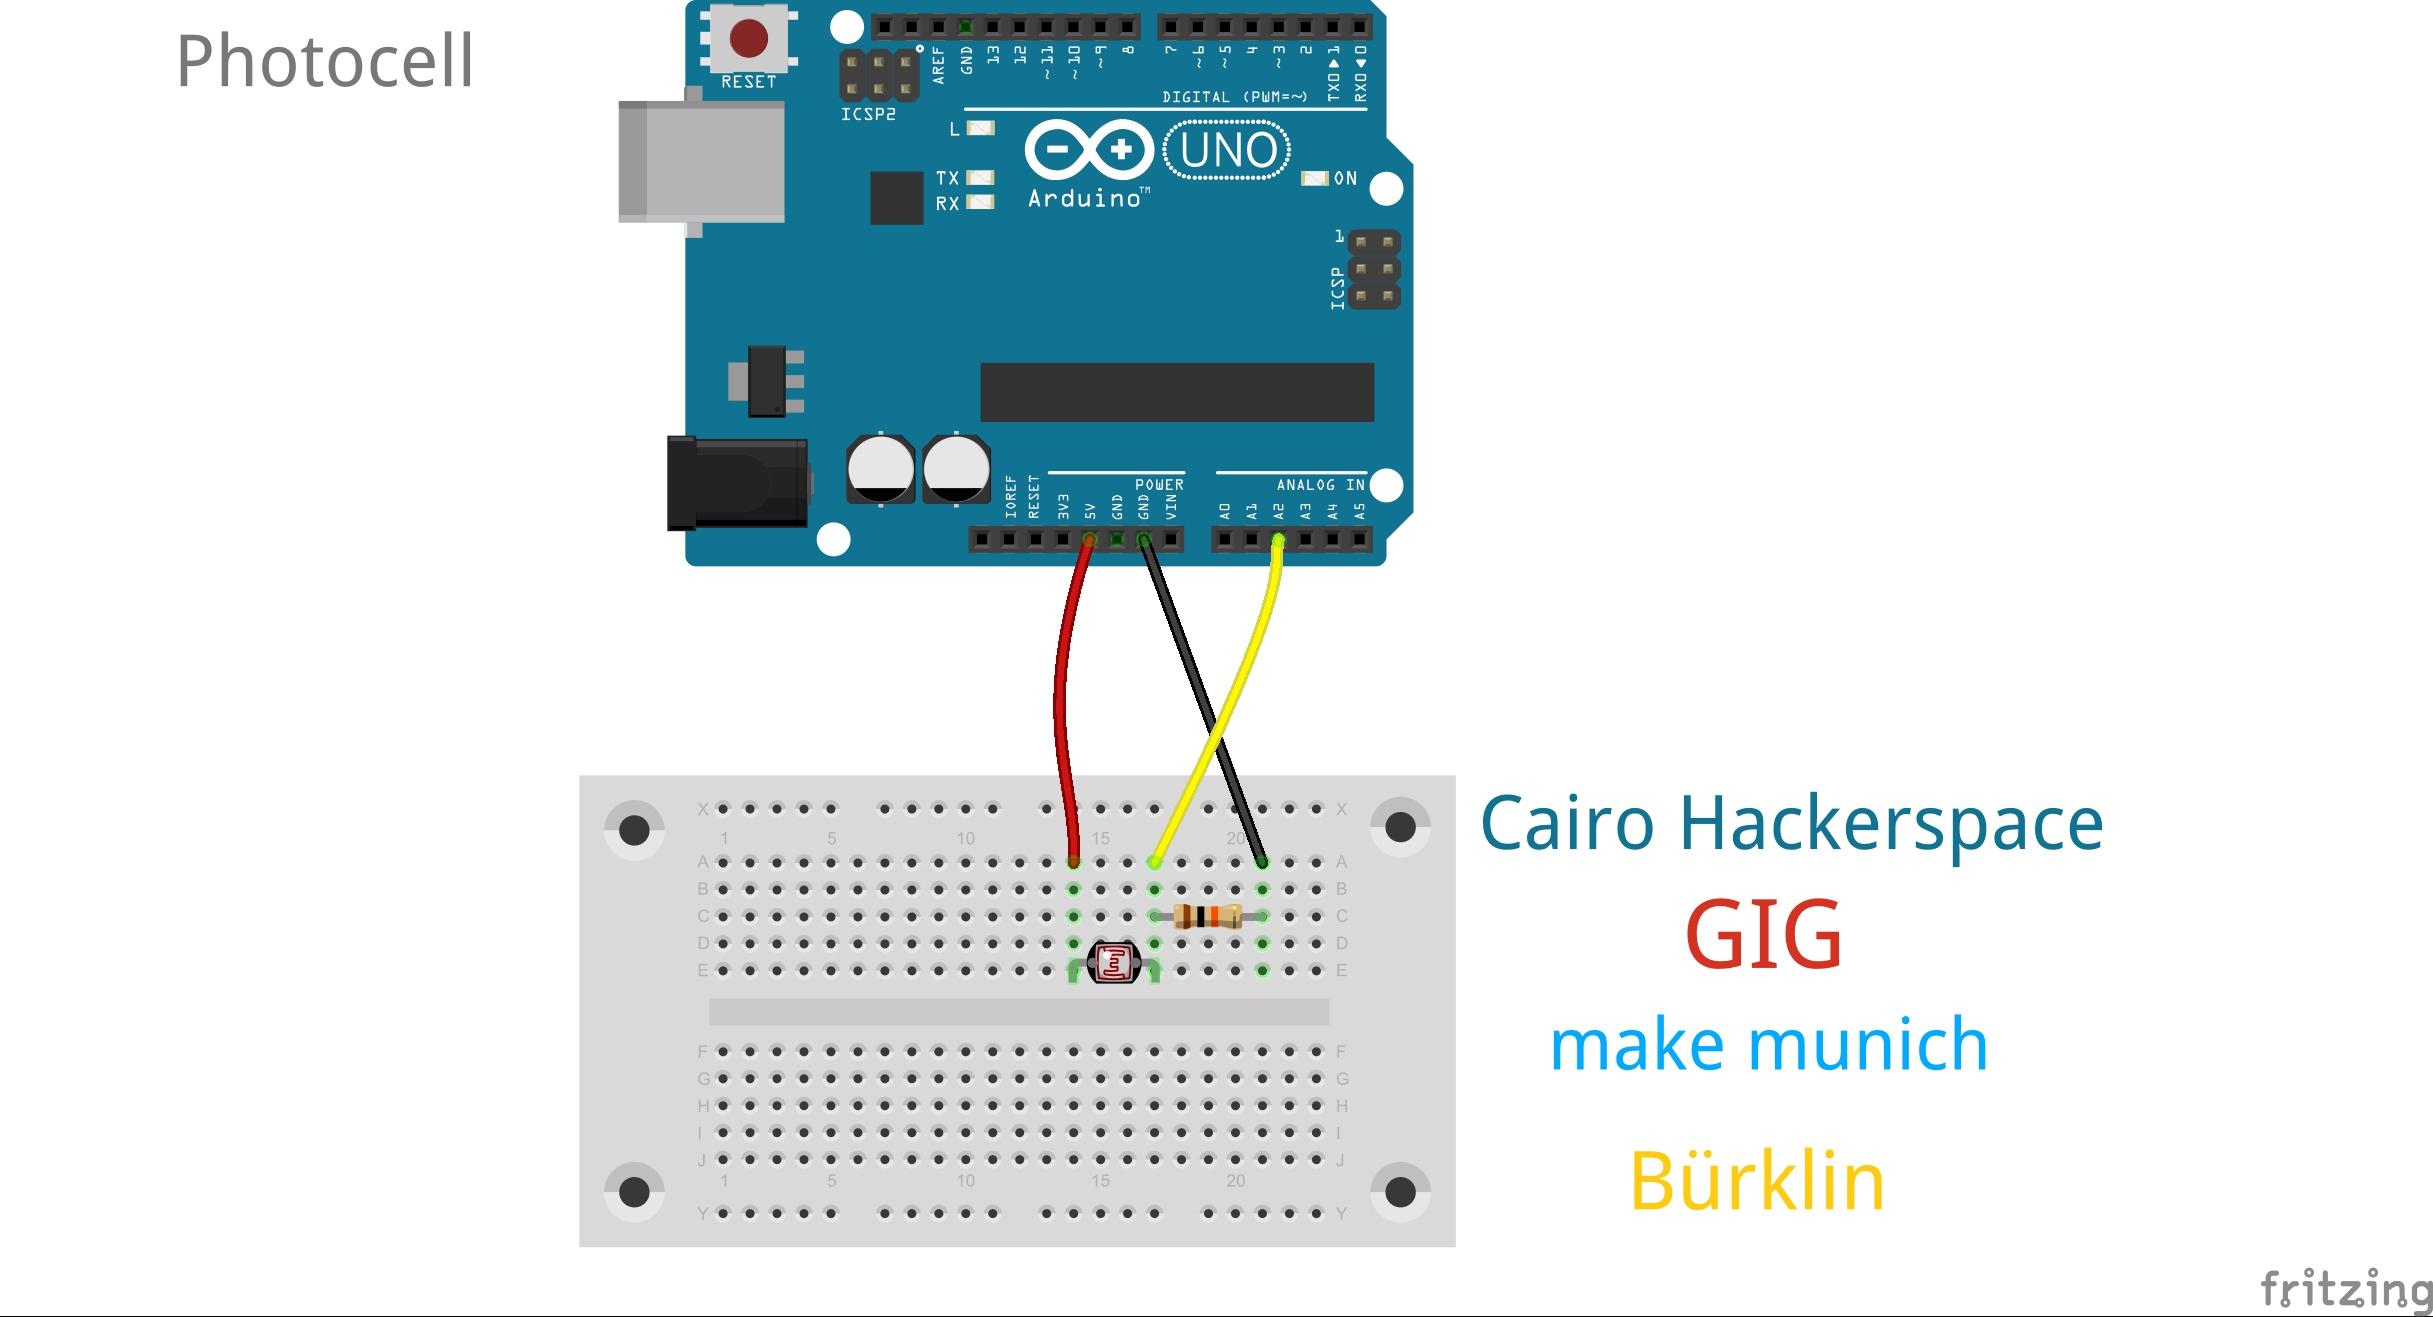 Photocell
RESET
ICSP2
AREF
GND
13
12
~11
~10
~9
8
7
~6
~5
4
~3
2
TX0▶1
RX0◀0
DIGITAL (PWM=~)
L
TX
RX
Arduino™
UNO
ON
1
ICSP
IOREF
RESET
3V3
5V
GND
GND
VIN
POWER
ANALOG IN
A0
A1
A2
A3
A4
A5
X X
1 5 10 15 20
A A
B B
C C
D D
E E
F F
G G
H H
I I
J J
1 5 10 15 20
Y Y
Cairo Hackerspace
GIG
make munich
Bürklin
fritzing